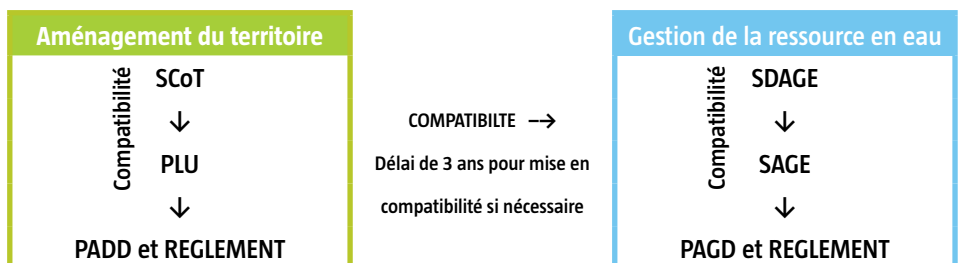 Aménagement du territoire
Compatibilité
SCoT
↓
PLU
↓
PADD et REGLEMENT
COMPATIBILTE -->
Délai de 3 ans pour mise en
compatibilité si nécessaire
Gestion de la ressource en eau
Compatibilité
SDAGE
↓
SAGE
↓
PAGD et REGLEMENT